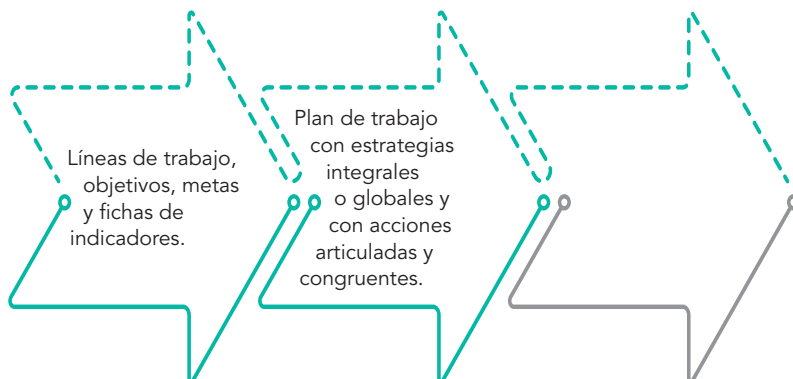 Líneas de trabajo,
objetivos, metas
y fichas de
indicadores.
Plan de trabajo
con estrategias
integrales
o globales y
con acciones
articuladas y
congruentes.